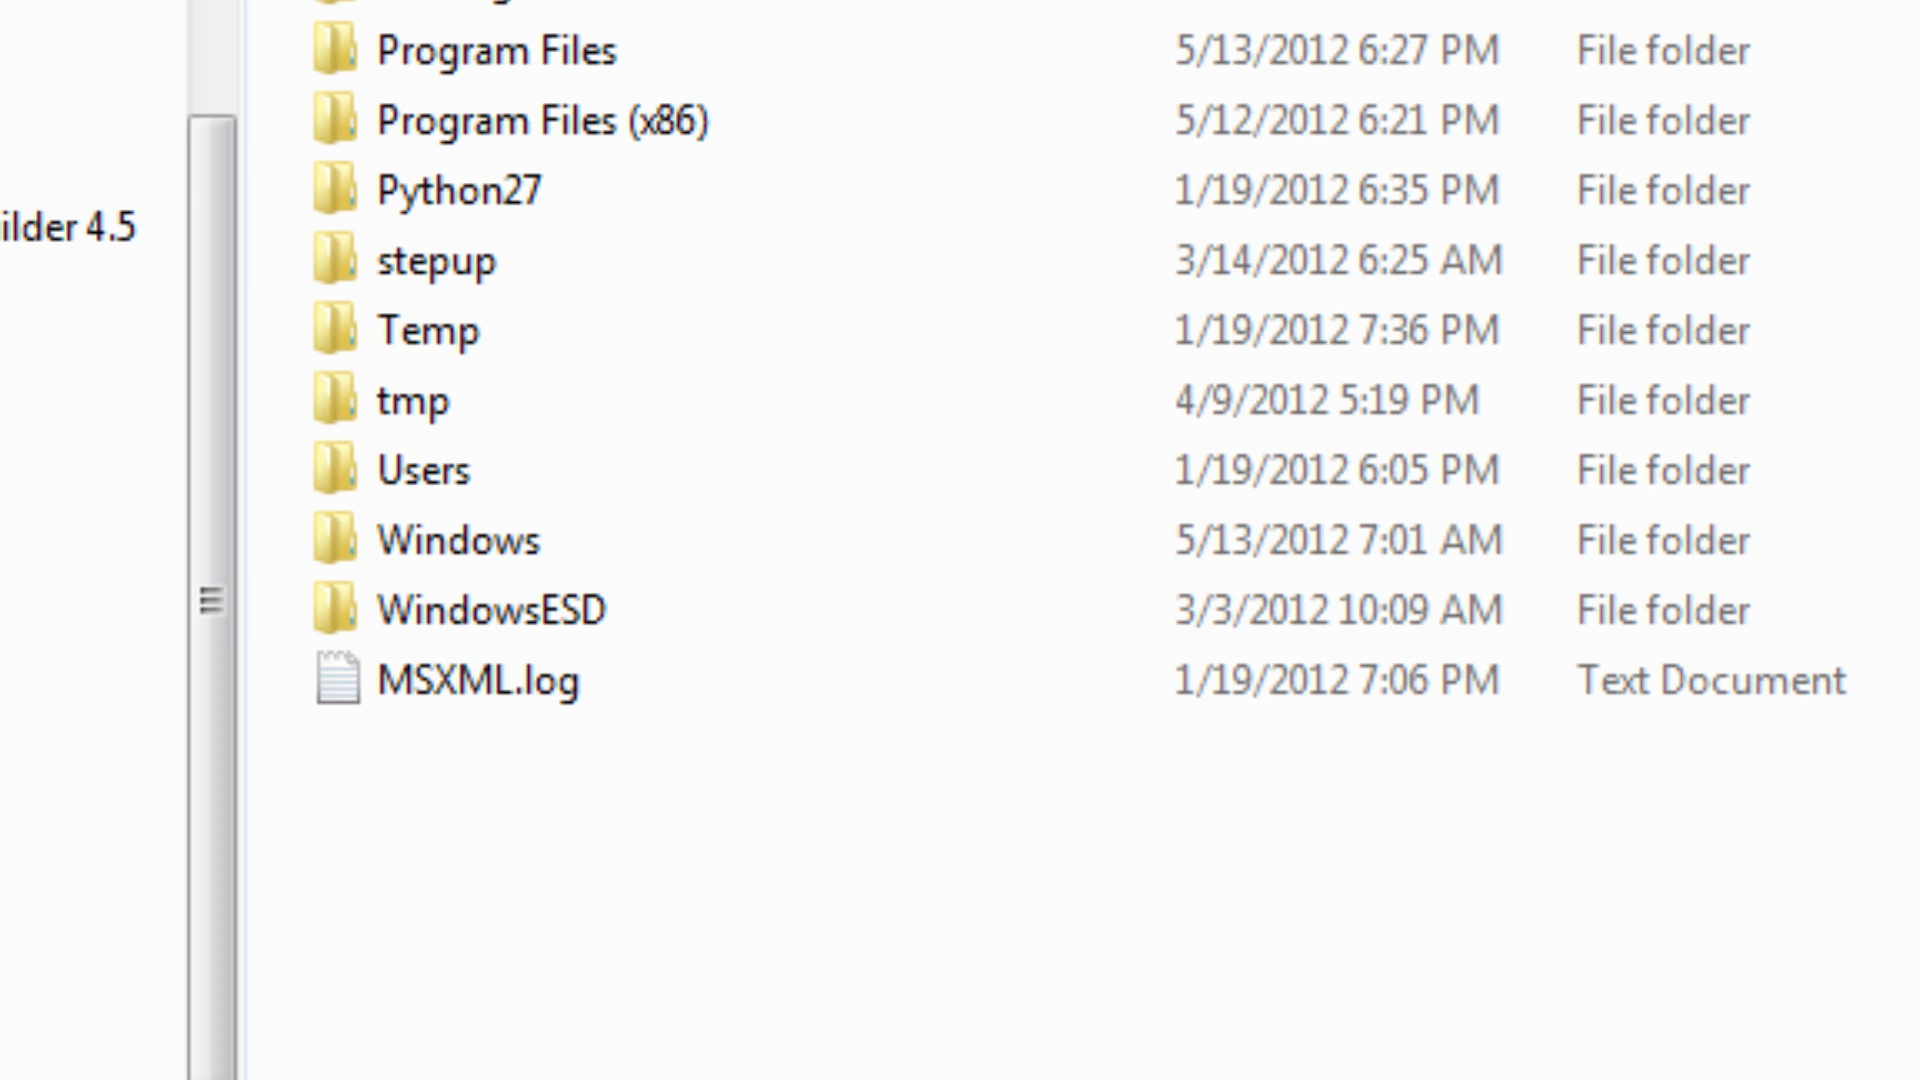 Program Files 5/13/2012 6:27 PM File folder
Program Files (x86) 5/12/2012 6:21 PM File folder
Python27 1/19/2012 6:35 PM File folder
ilder 4.5
stepup 3/14/2012 6:25 AM File folder
Temp 1/19/2012 7:36 PM File folder
tmp 4/9/2012 5:19 PM File folder
Users 1/19/2012 6:05 PM File folder
Windows 5/13/2012 7:01 AM File folder
WindowsESD 3/3/2012 10:09 AM File folder
MSXML.log 1/19/2012 7:06 PM Text Document